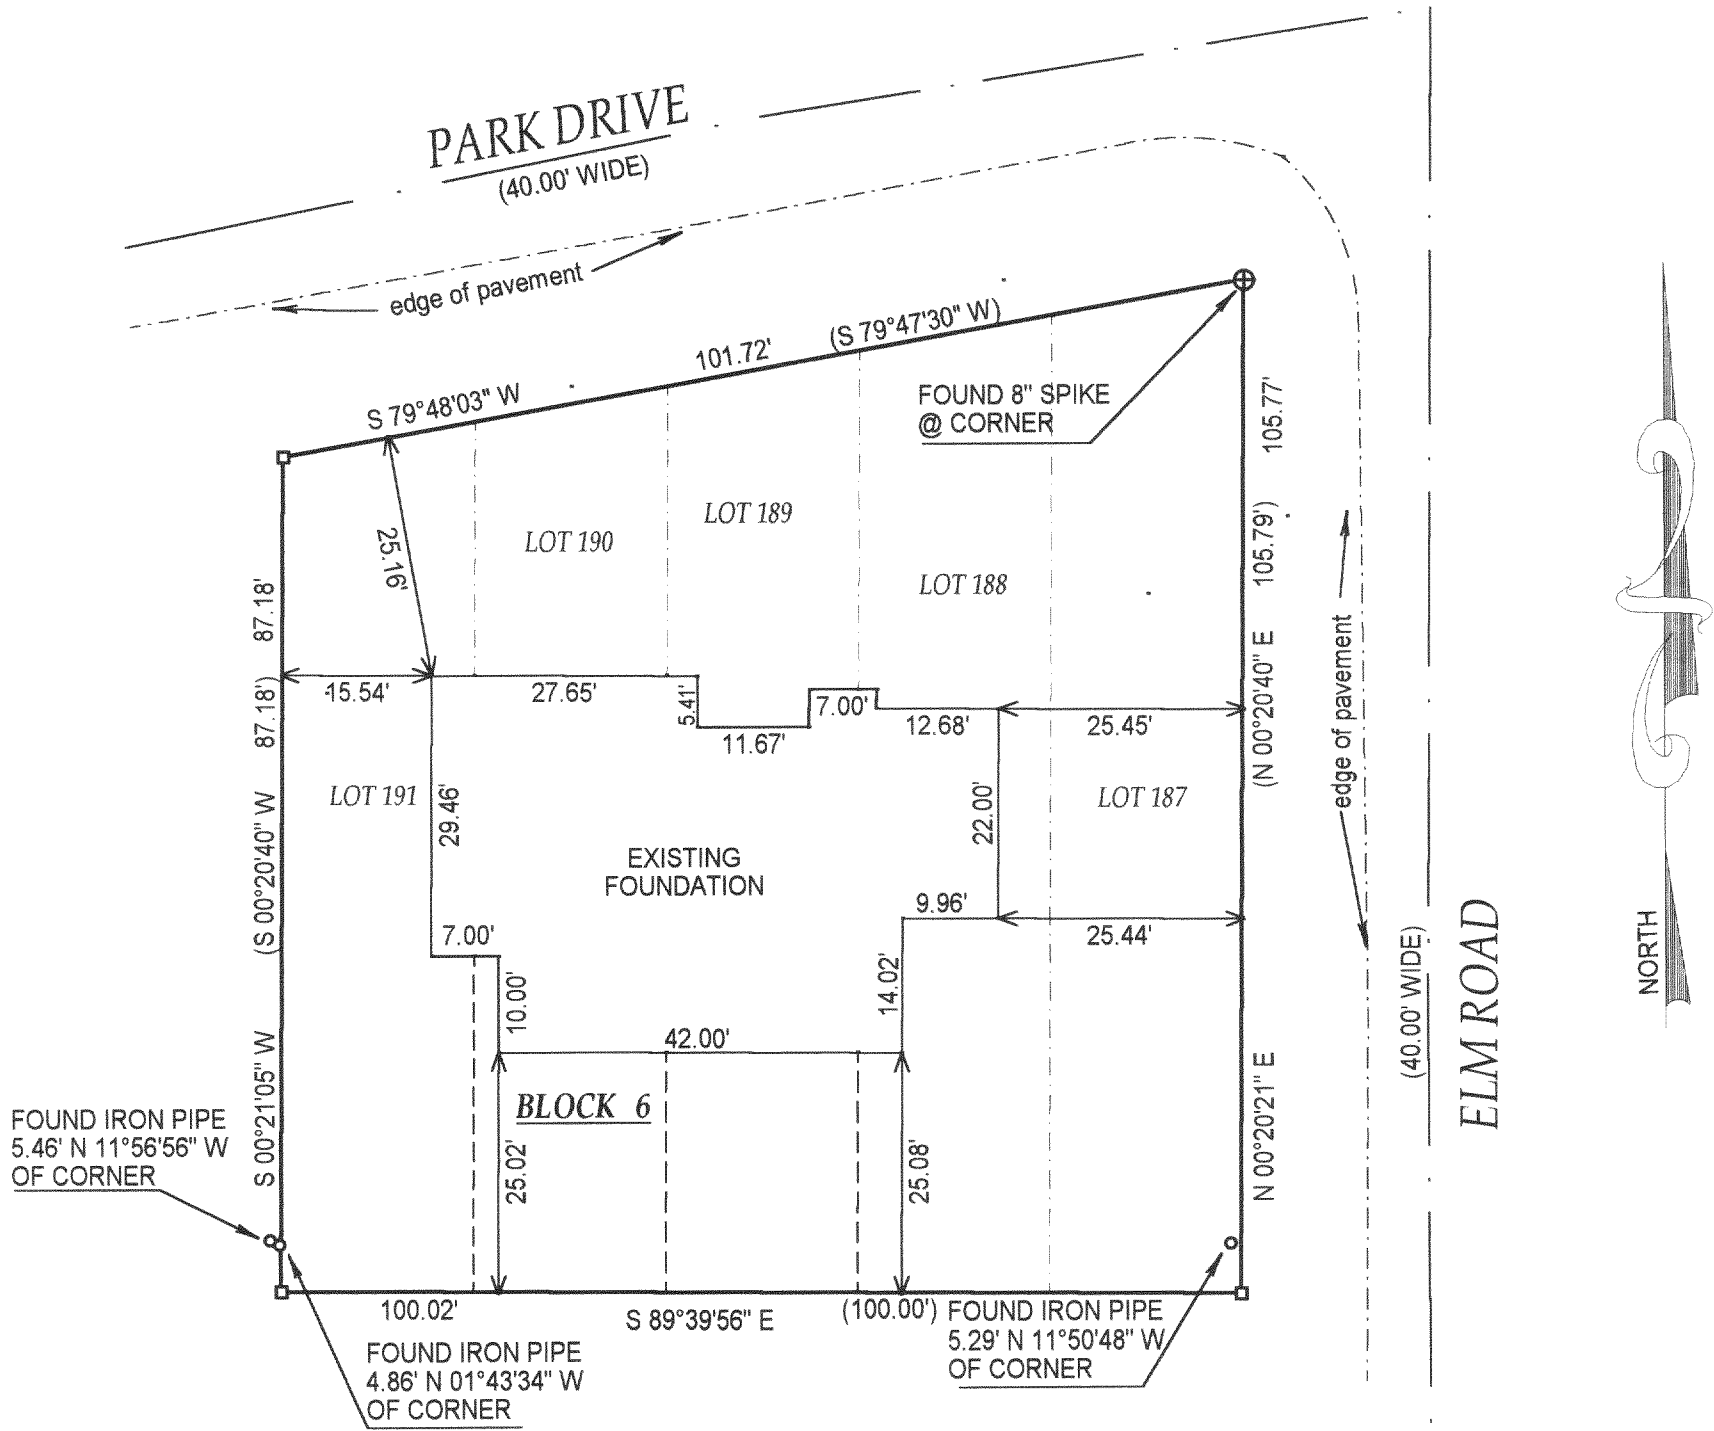 PARK DRIVE
(40.00' WIDE)
edge of pavement
S 79°48'03" W
101.72'
(S 79°47'30" W)
FOUND 8" SPIKE
@ CORNER
105.77'
105.79')
(N 00°20'40" E
N 00°20'21" E
25.16'
LOT 190
LOT 189
LOT 188
87.18'
87.18')
(S 00°20'40" W
S 00°21'05" W
15.54'
27.65'
5.41'
11.67'
7.00'
12.68'
25.45'
LOT 191
29.46'
EXISTING
FOUNDATION
22.00'
LOT 187
edge of pavement
9.96'
25.44'
7.00'
10.00'
14.02'
42.00'
BLOCK 6
25.02'
25.08'
(40.00' WIDE)
ELM ROAD
NORTH
FOUND IRON PIPE
5.46' N 11°56'56" W
OF CORNER
100.02'
S 89°39'56" E
(100.00')
FOUND IRON PIPE
5.29' N 11°50'48" W
OF CORNER
FOUND IRON PIPE
4.86' N 01°43'34" W
OF CORNER